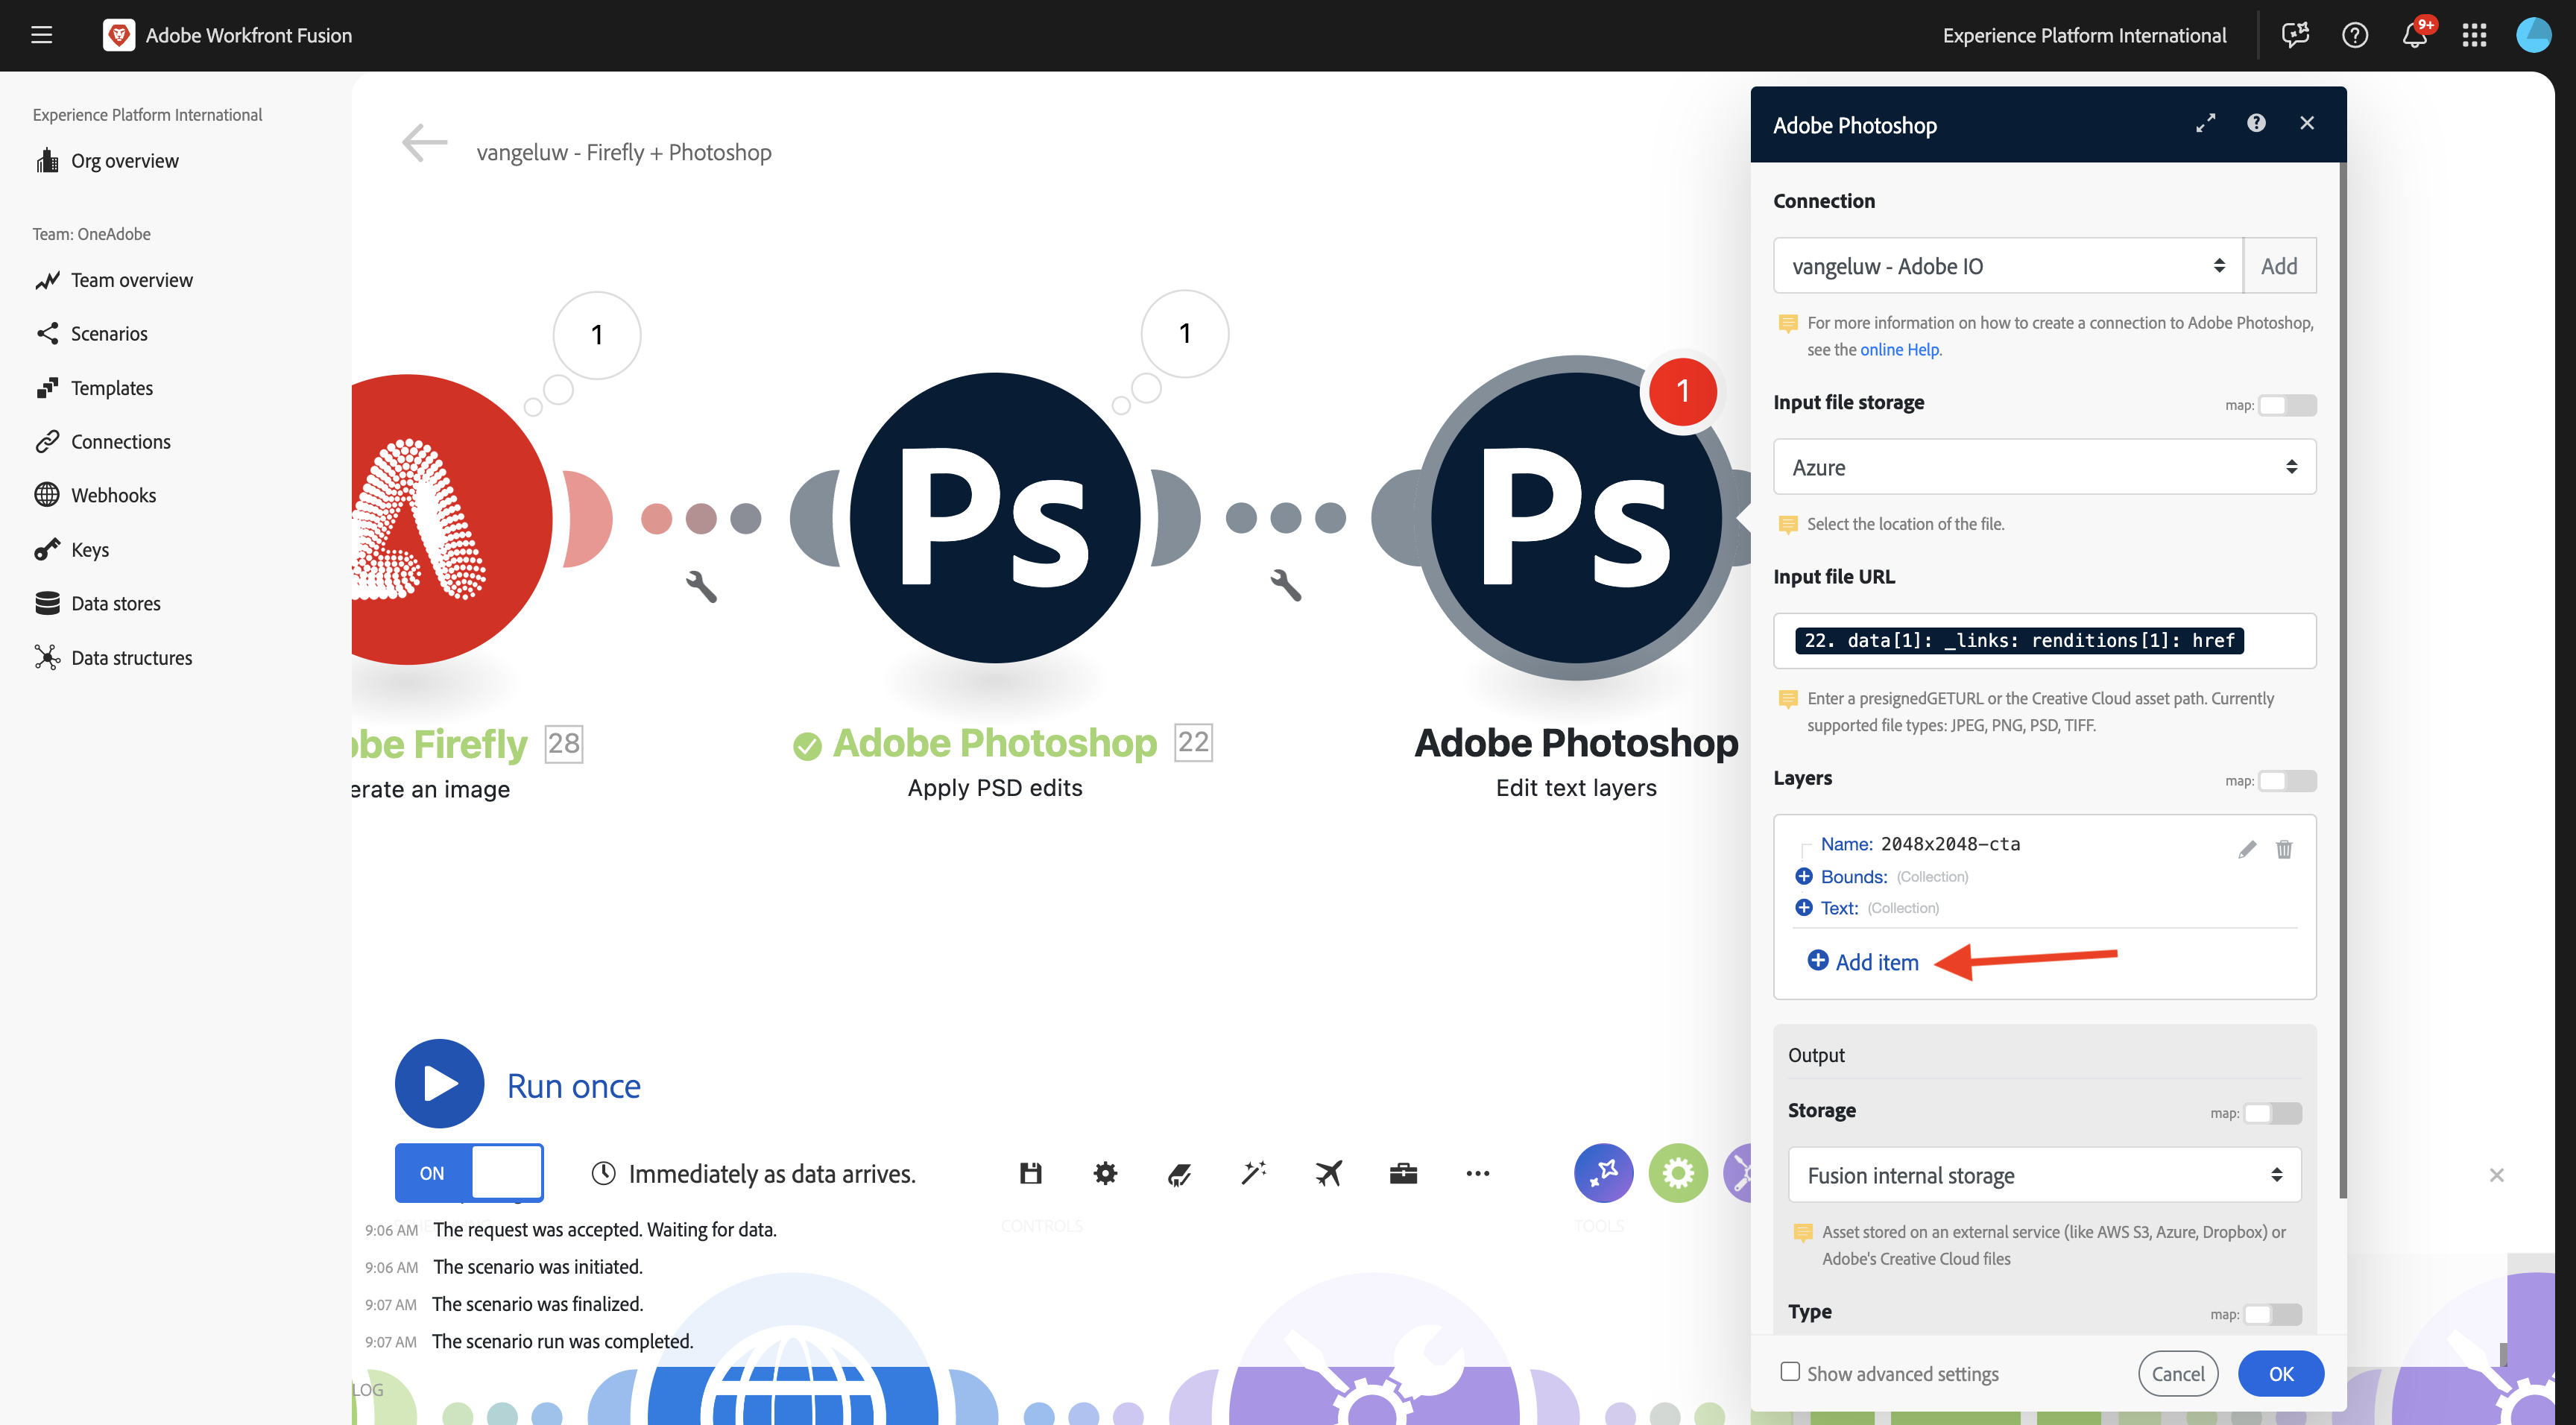 Adobe Workfront Fusion
Experience Platform International
9+
Experience Platform International
Org overview
Team: OneAdobe
Team overview
Scenarios
Templates
Connections
Webhooks
Keys
Data stores
Data structures
vangeluw - Firefly + Photoshop
1
1
1
Ps
Ps
obe Firefly 28
erate an image
Adobe Photoshop 22
Apply PSD edits
Adobe Photoshop
Edit text layers
Run once
ON
Immediately as data arrives.
CONTROLS
TOOLS
9:06 AM The request was accepted. Waiting for data.
9:06 AM The scenario was initiated.
9:07 AM The scenario was finalized.
9:07 AM The scenario run was completed.
LOG
Adobe Photoshop
Connection
vangeluw - Adobe IO
Add
For more information on how to create a connection to Adobe Photoshop,
see the online Help.
Input file storage
map:
Azure
Select the location of the file.
Input file URL
22. data[1]: _links: renditions[1]: href
Enter a presignedGETURL or the Creative Cloud asset path. Currently
supported file types: JPEG, PNG, PSD, TIFF.
Layers
map:
Name: 2048x2048-cta
Bounds: (Collection)
Text: (Collection)
Add item
Output
Storage
map:
Fusion internal storage
Asset stored on an external service (like AWS S3, Azure, Dropbox) or
Adobe's Creative Cloud files
Type
map:
Show advanced settings
Cancel
OK